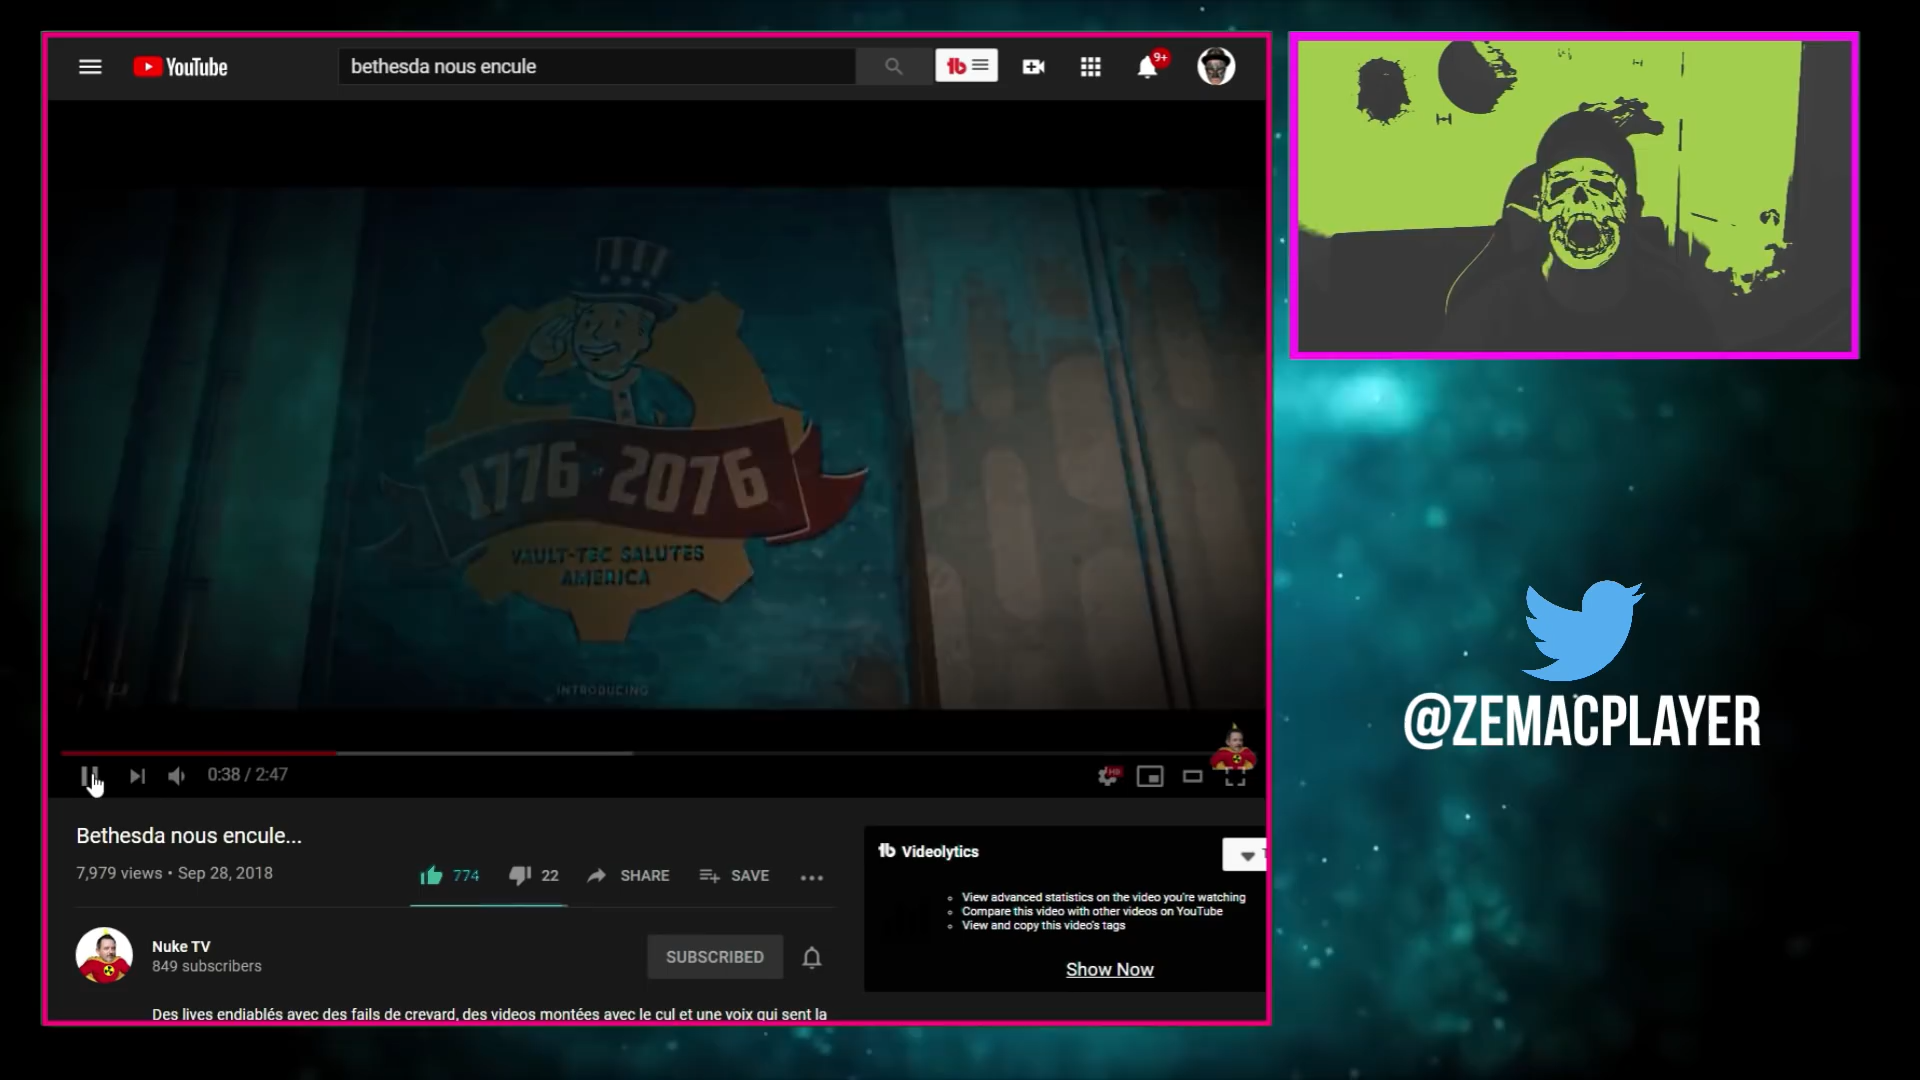 YouTube
bethesda nous encule
9+
1776 2076
VAULT-TEC SALUTES
AMERICA
INTRODUCING
0:38 / 2:47
HD
Bethesda nous encule...
7,979 views • Sep 28, 2018
774
22
SHARE
SAVE
Videolytics
View advanced statistics on the video you're watching
Compare this video with other videos on YouTube
View and copy this video's tags
Show Now
Nuke TV
849 subscribers
SUBSCRIBED
Des lives endiablés avec des fails de crevard, des videos montées avec le cul et une voix qui sent la
@ZEMACPLAYER